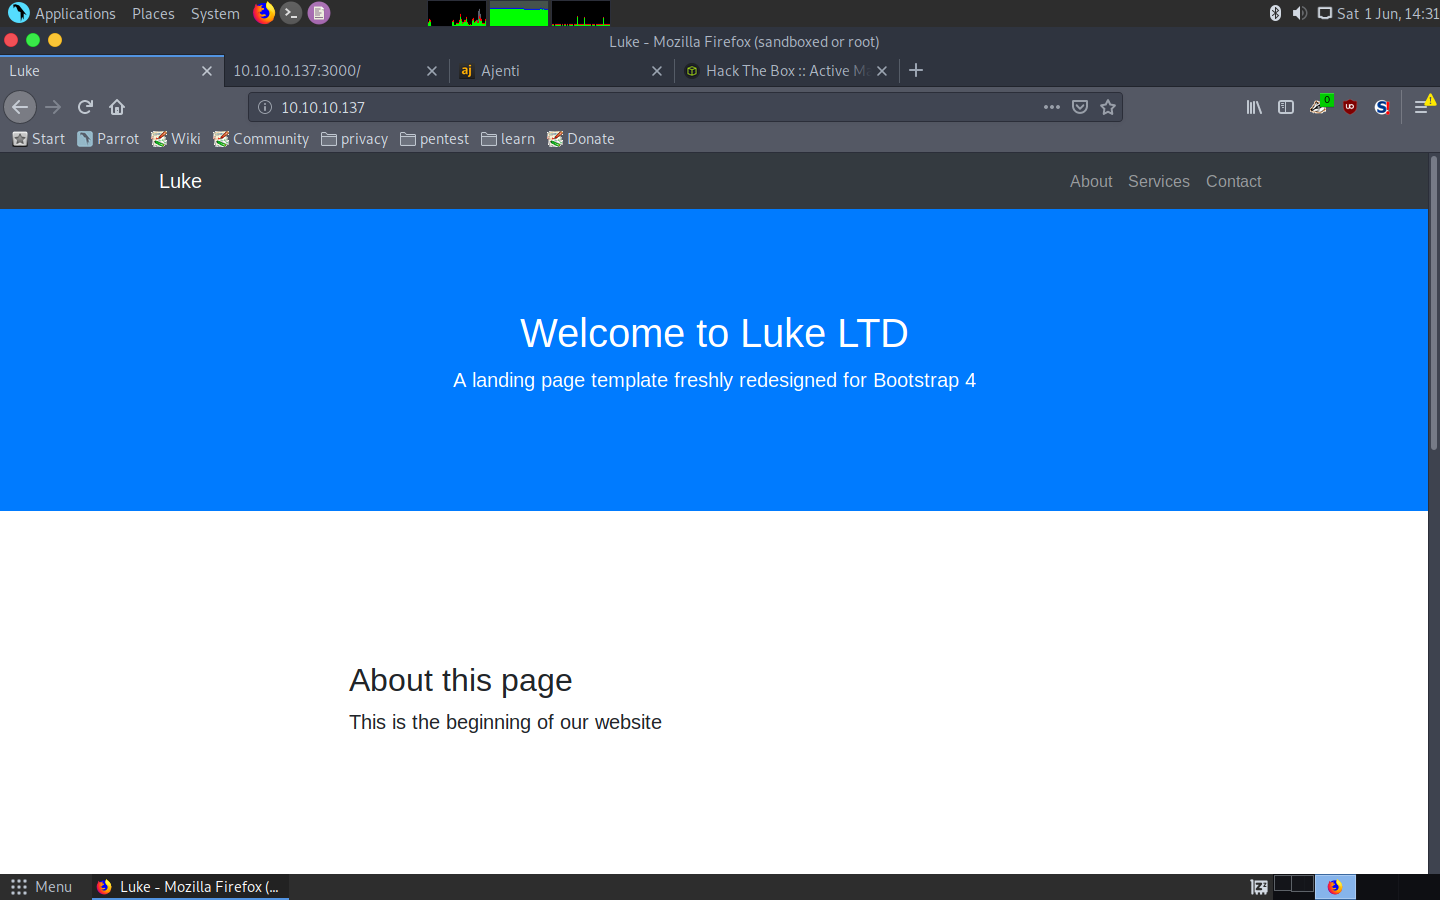 Applications Places System Sat 1 Jun, 14:31
Luke - Mozilla Firefox (sandboxed or root)
Luke 10.10.10.137:3000/ aj Ajenti Hack The Box :: Active Ma
10.10.10.137 0
Start Parrot Wiki Community privacy pentest learn Donate
Luke About Services Contact
Welcome to Luke LTD
A landing page template freshly redesigned for Bootstrap 4
About this page
This is the beginning of our website
Menu Luke - Mozilla Firefox (...